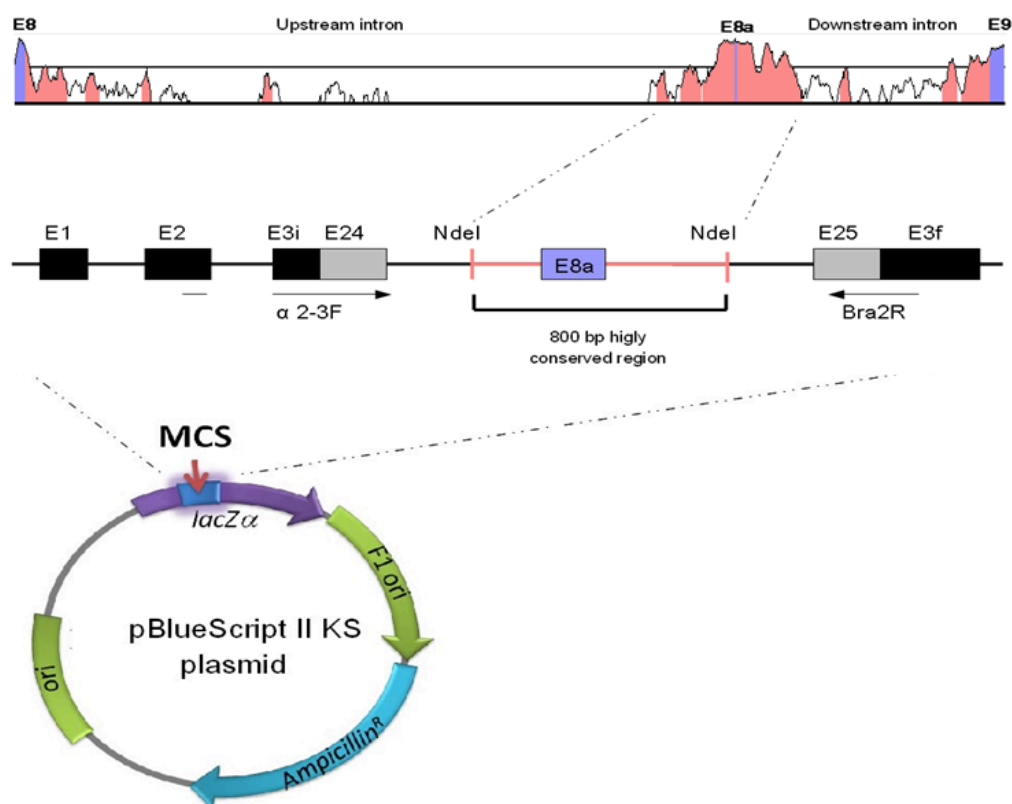 E8 Upstream intron E8a Downstream intron E9
E1 E2 E3i E24 NdeI NdeI E25 E3f
E8a
α 2-3F Bra2R
800 bp higly
conserved region
MCS
lacZα
F1 ori
pBlueScript II KS
plasmid
ori
Ampicillinᴿ